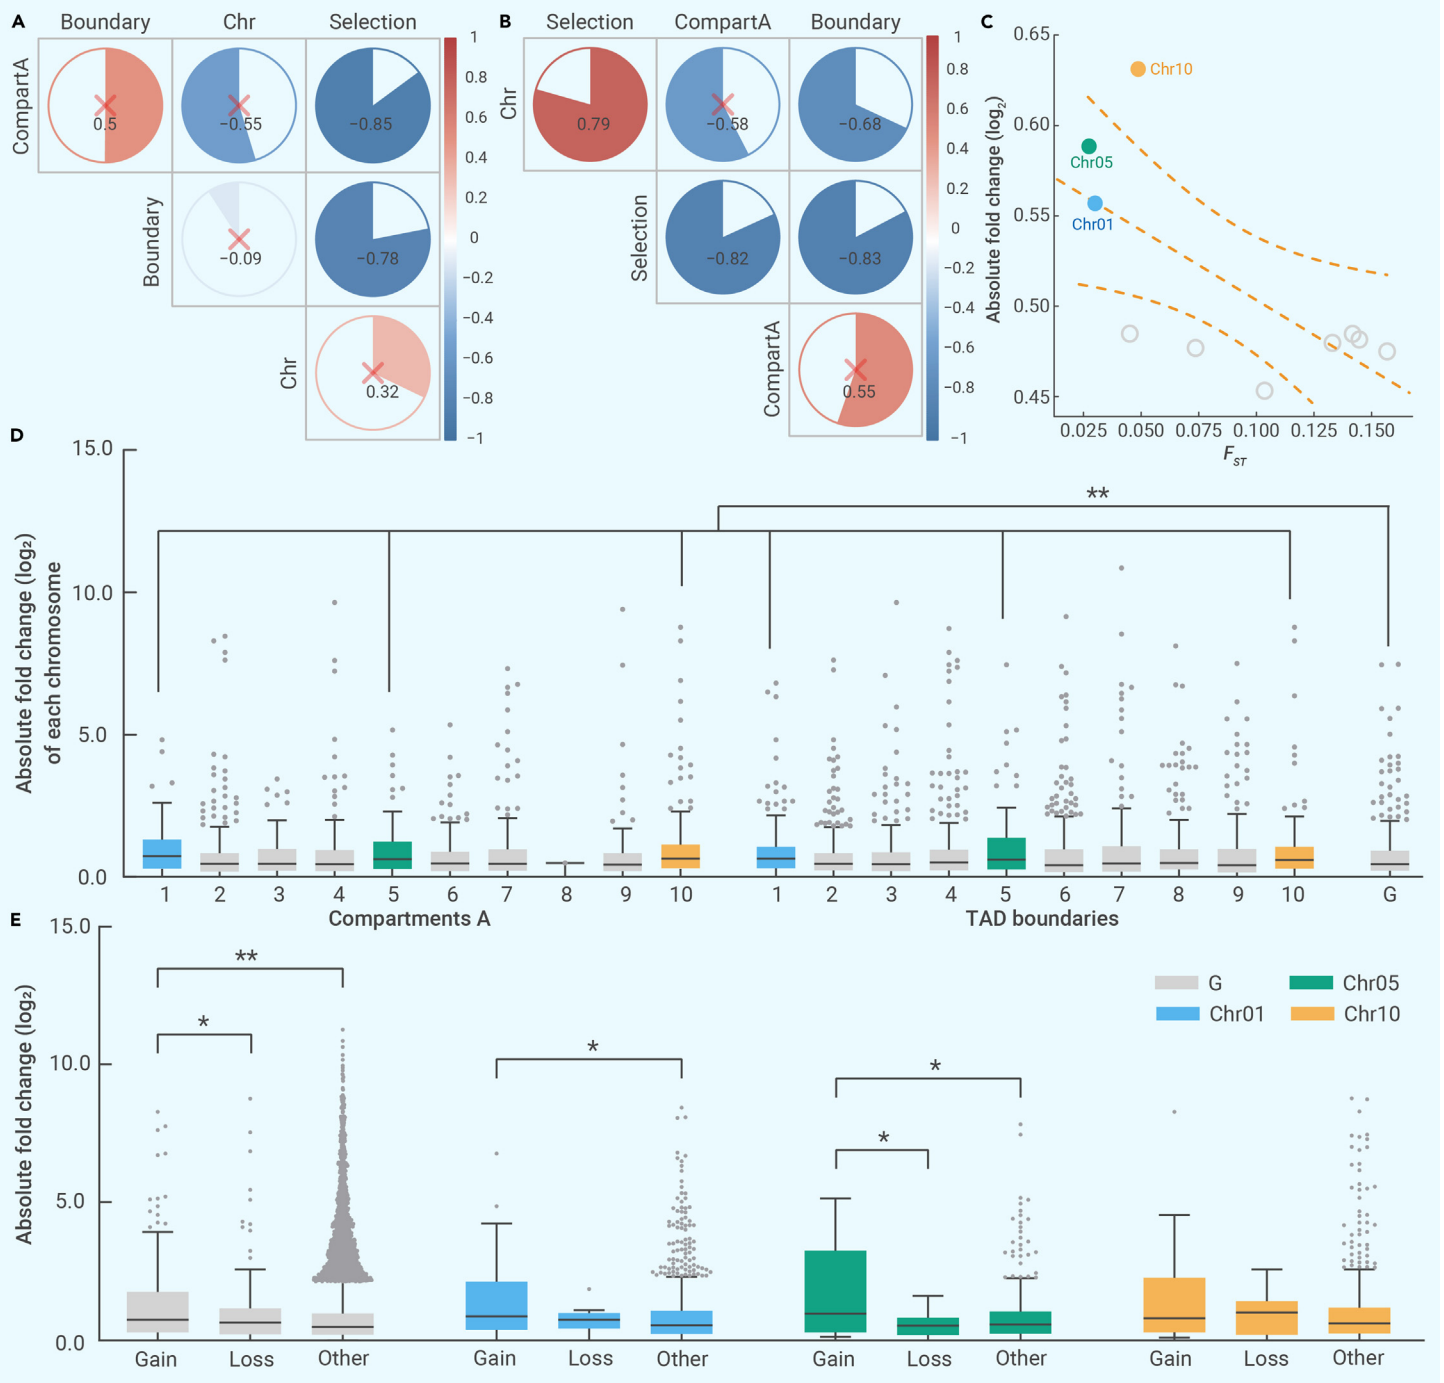 A
Boundary Chr Selection
CompartA
0.5 −0.55 −0.85
Boundary
−0.09 −0.78
Chr
0.32
1
0.8
0.6
0.4
0.2
0
−0.2
−0.4
−0.6
−0.8
−1
B
Selection CompartA Boundary
Chr
0.79 −0.58 −0.68
Selection
−0.82 −0.83
CompartA
0.55
1
0.8
0.6
0.4
0.2
0
−0.2
−0.4
−0.6
−0.8
−1
C
Absolute fold change (log₂)
0.65
0.60
0.55
0.50
0.45
Chr10
Chr05
Chr01
0.025 0.050 0.075 0.100 0.125 0.150
F_ST
D
Absolute fold change (log₂)
of each chromosome
15.0
10.0
5.0
0.0
**
1 2 3 4 5 6 7 8 9 10 1 2 3 4 5 6 7 8 9 10 G
Compartments A TAD boundaries
E
Absolute fold change (log₂)
15.0
10.0
5.0
0.0
**
*
*
*
*
G Chr05
Chr01 Chr10
Gain Loss Other Gain Loss Other Gain Loss Other Gain Loss Other